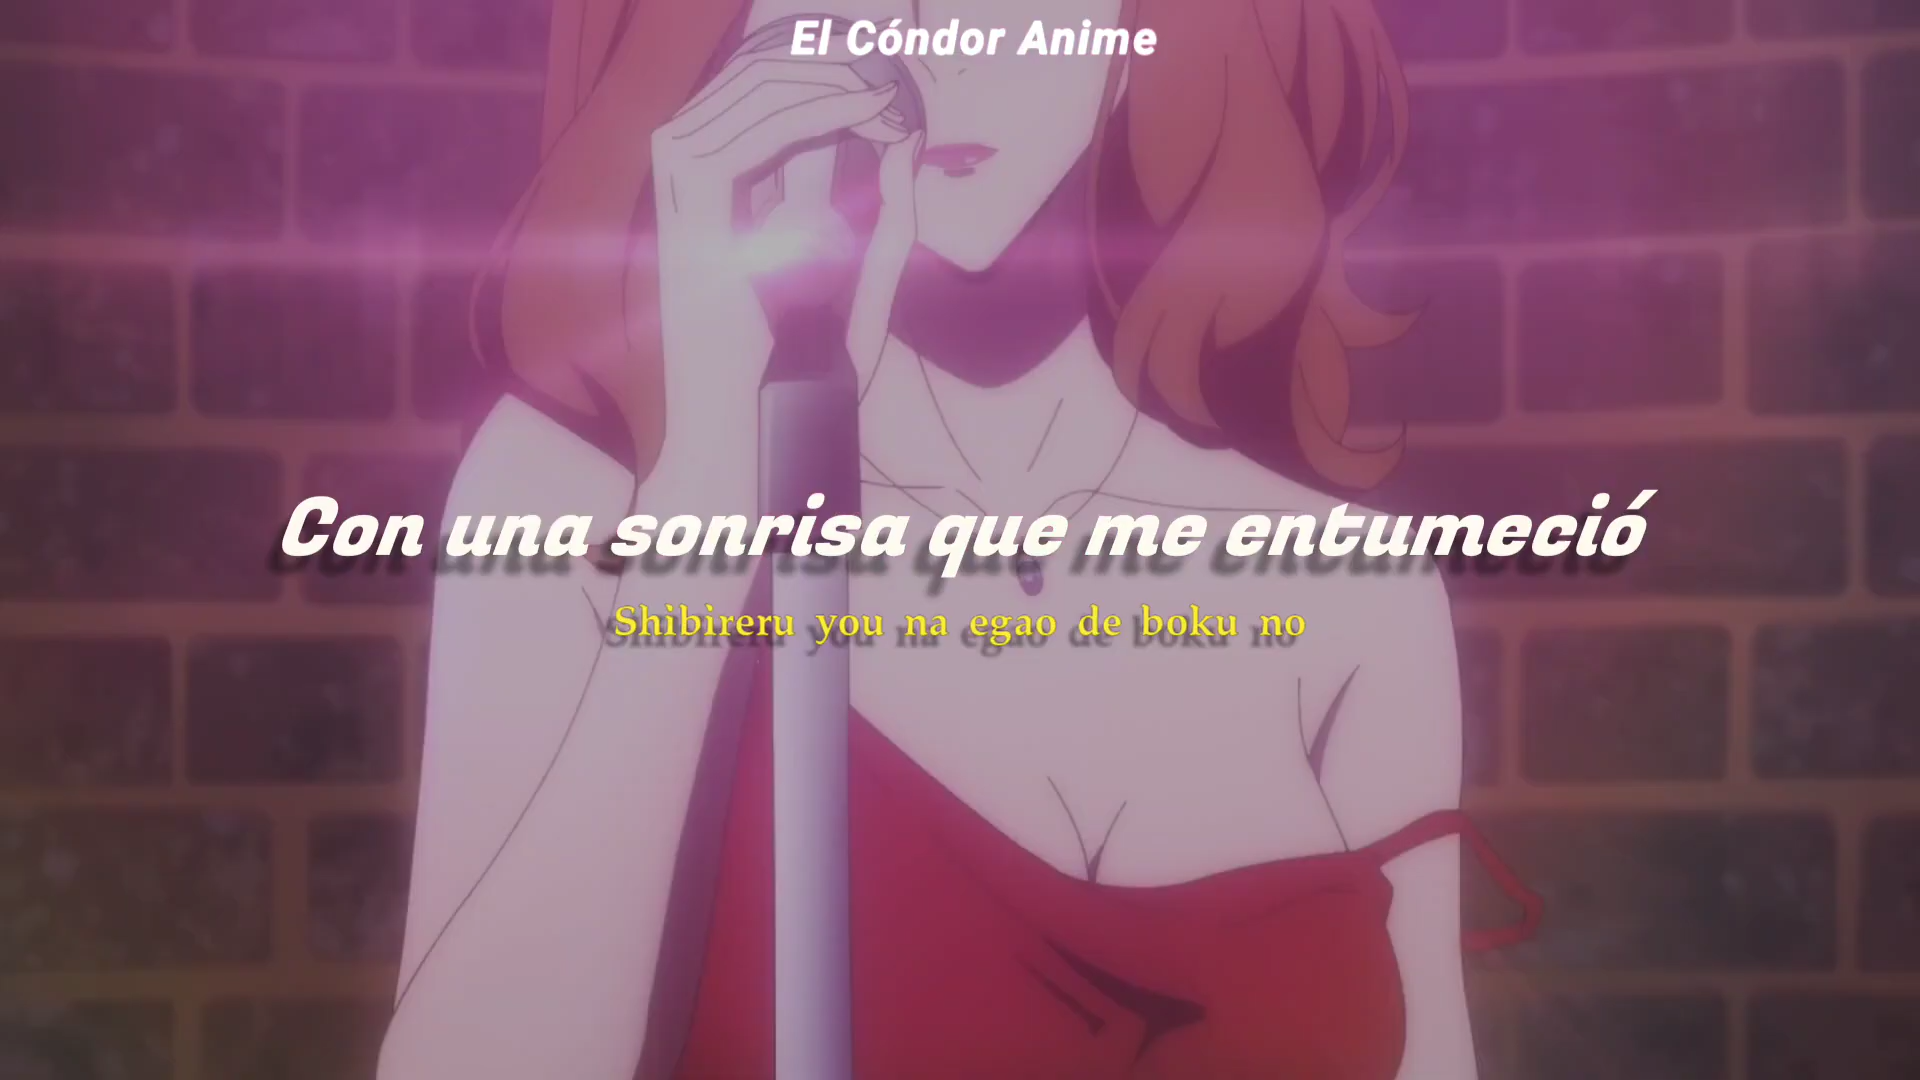 El Cóndor Anime
Con una sonrisa que me entumeció
Shibireru you na egao de boku no